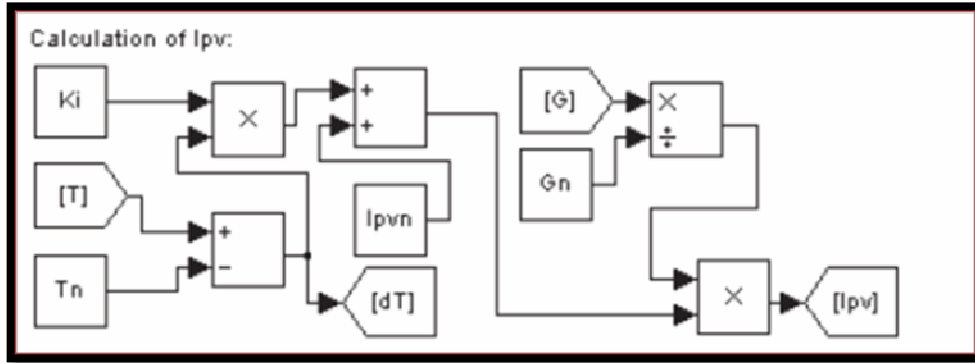 Calculation of Ipv:
Ki
×
+
+
[G]
×
÷
[T]
Gn
Ipvn
+
−
Tn
[dT]
×
[Ipv]